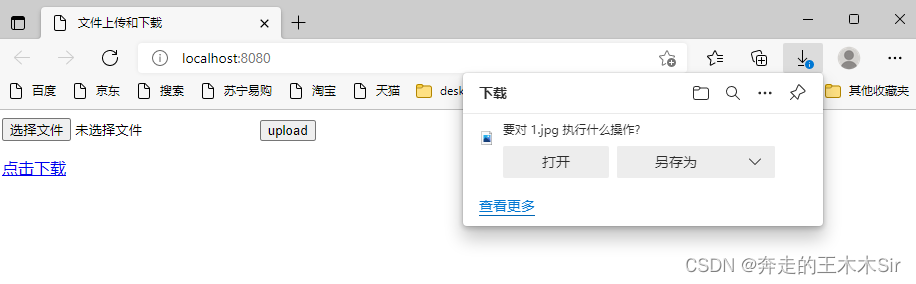 文件上传和下载
localhost:8080
百度 京东 搜索 苏宁易购 淘宝 天猫 desk 其他收藏夹
下载
选择文件 未选择文件 upload
要对 1.jpg 执行什么操作?
打开 另存为
点击下载
查看更多
CSDN @奔走的王木木Sir